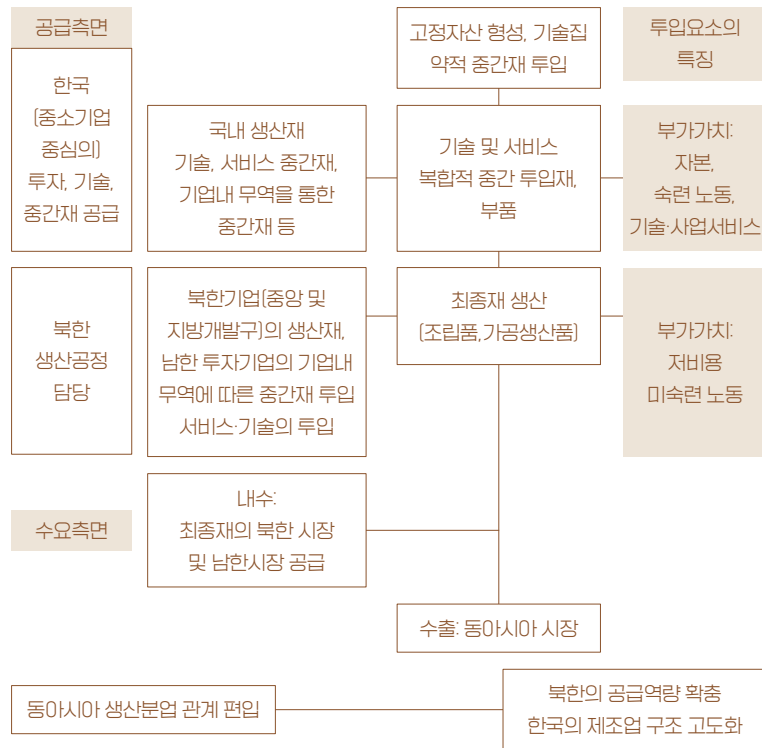 공급측면
고정자산 형성, 기술집
약적 중간재 투입
투입요소의
특징
한국
(중소기업
중심의)
투자, 기술,
중간재 공급
국내 생산재
기술, 서비스 중간재,
기업내 무역을 통한
중간재 등
기술 및 서비스
복합적 중간 투입재,
부품
부가가치:
자본,
숙련 노동,
기술·사업서비스
북한
생산공정
담당
북한기업(중앙 및
지방개발구)의 생산재,
남한 투자기업의 기업내
무역에 따른 중간재 투입
서비스·기술의 투입
최종재 생산
(조립품,가공생산품)
부가가치:
저비용
미숙련 노동
수요측면
내수:
최종재의 북한 시장
및 남한시장 공급
수출: 동아시아 시장
동아시아 생산분업 관계 편입
북한의 공급역량 확충
한국의 제조업 구조 고도화